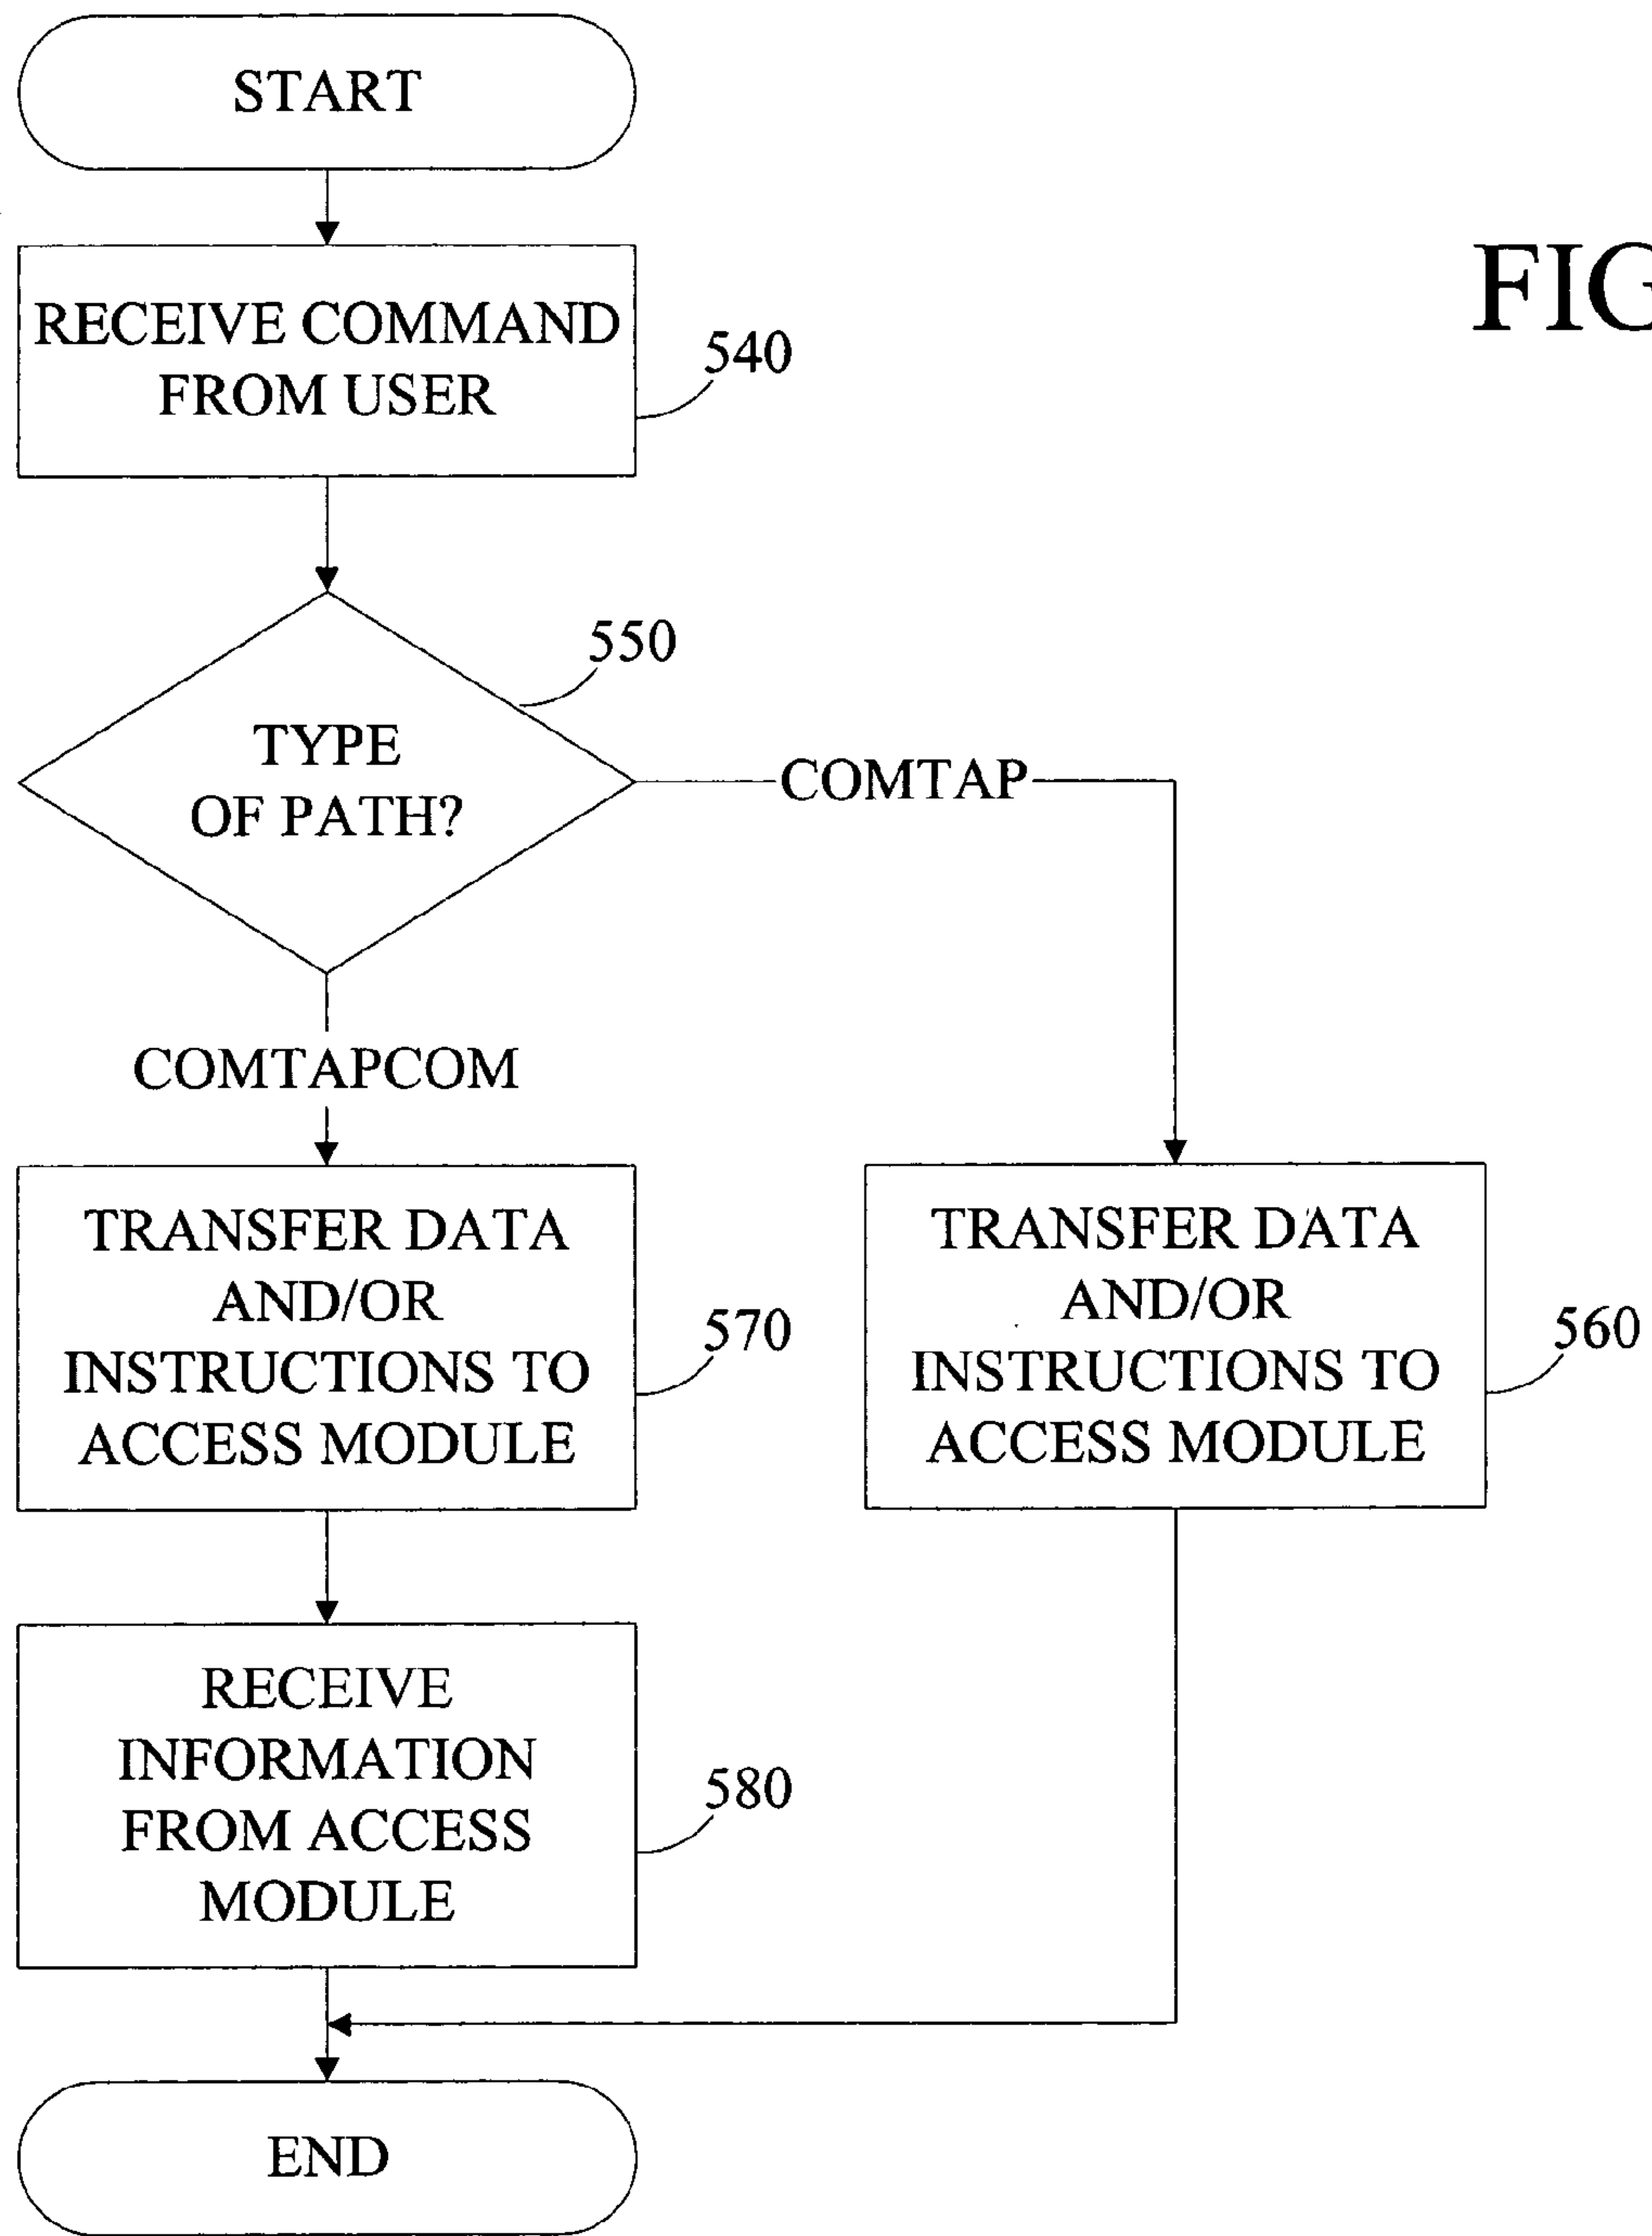 START
FIG
RECEIVE COMMAND
FROM USER
540
550
TYPE
OF PATH?
COMTAP
COMTAPCOM
TRANSFER DATA
AND/OR
INSTRUCTIONS TO
ACCESS MODULE
570
TRANSFER DATA
AND/OR
INSTRUCTIONS TO
ACCESS MODULE
560
RECEIVE
INFORMATION
FROM ACCESS
MODULE
580
END